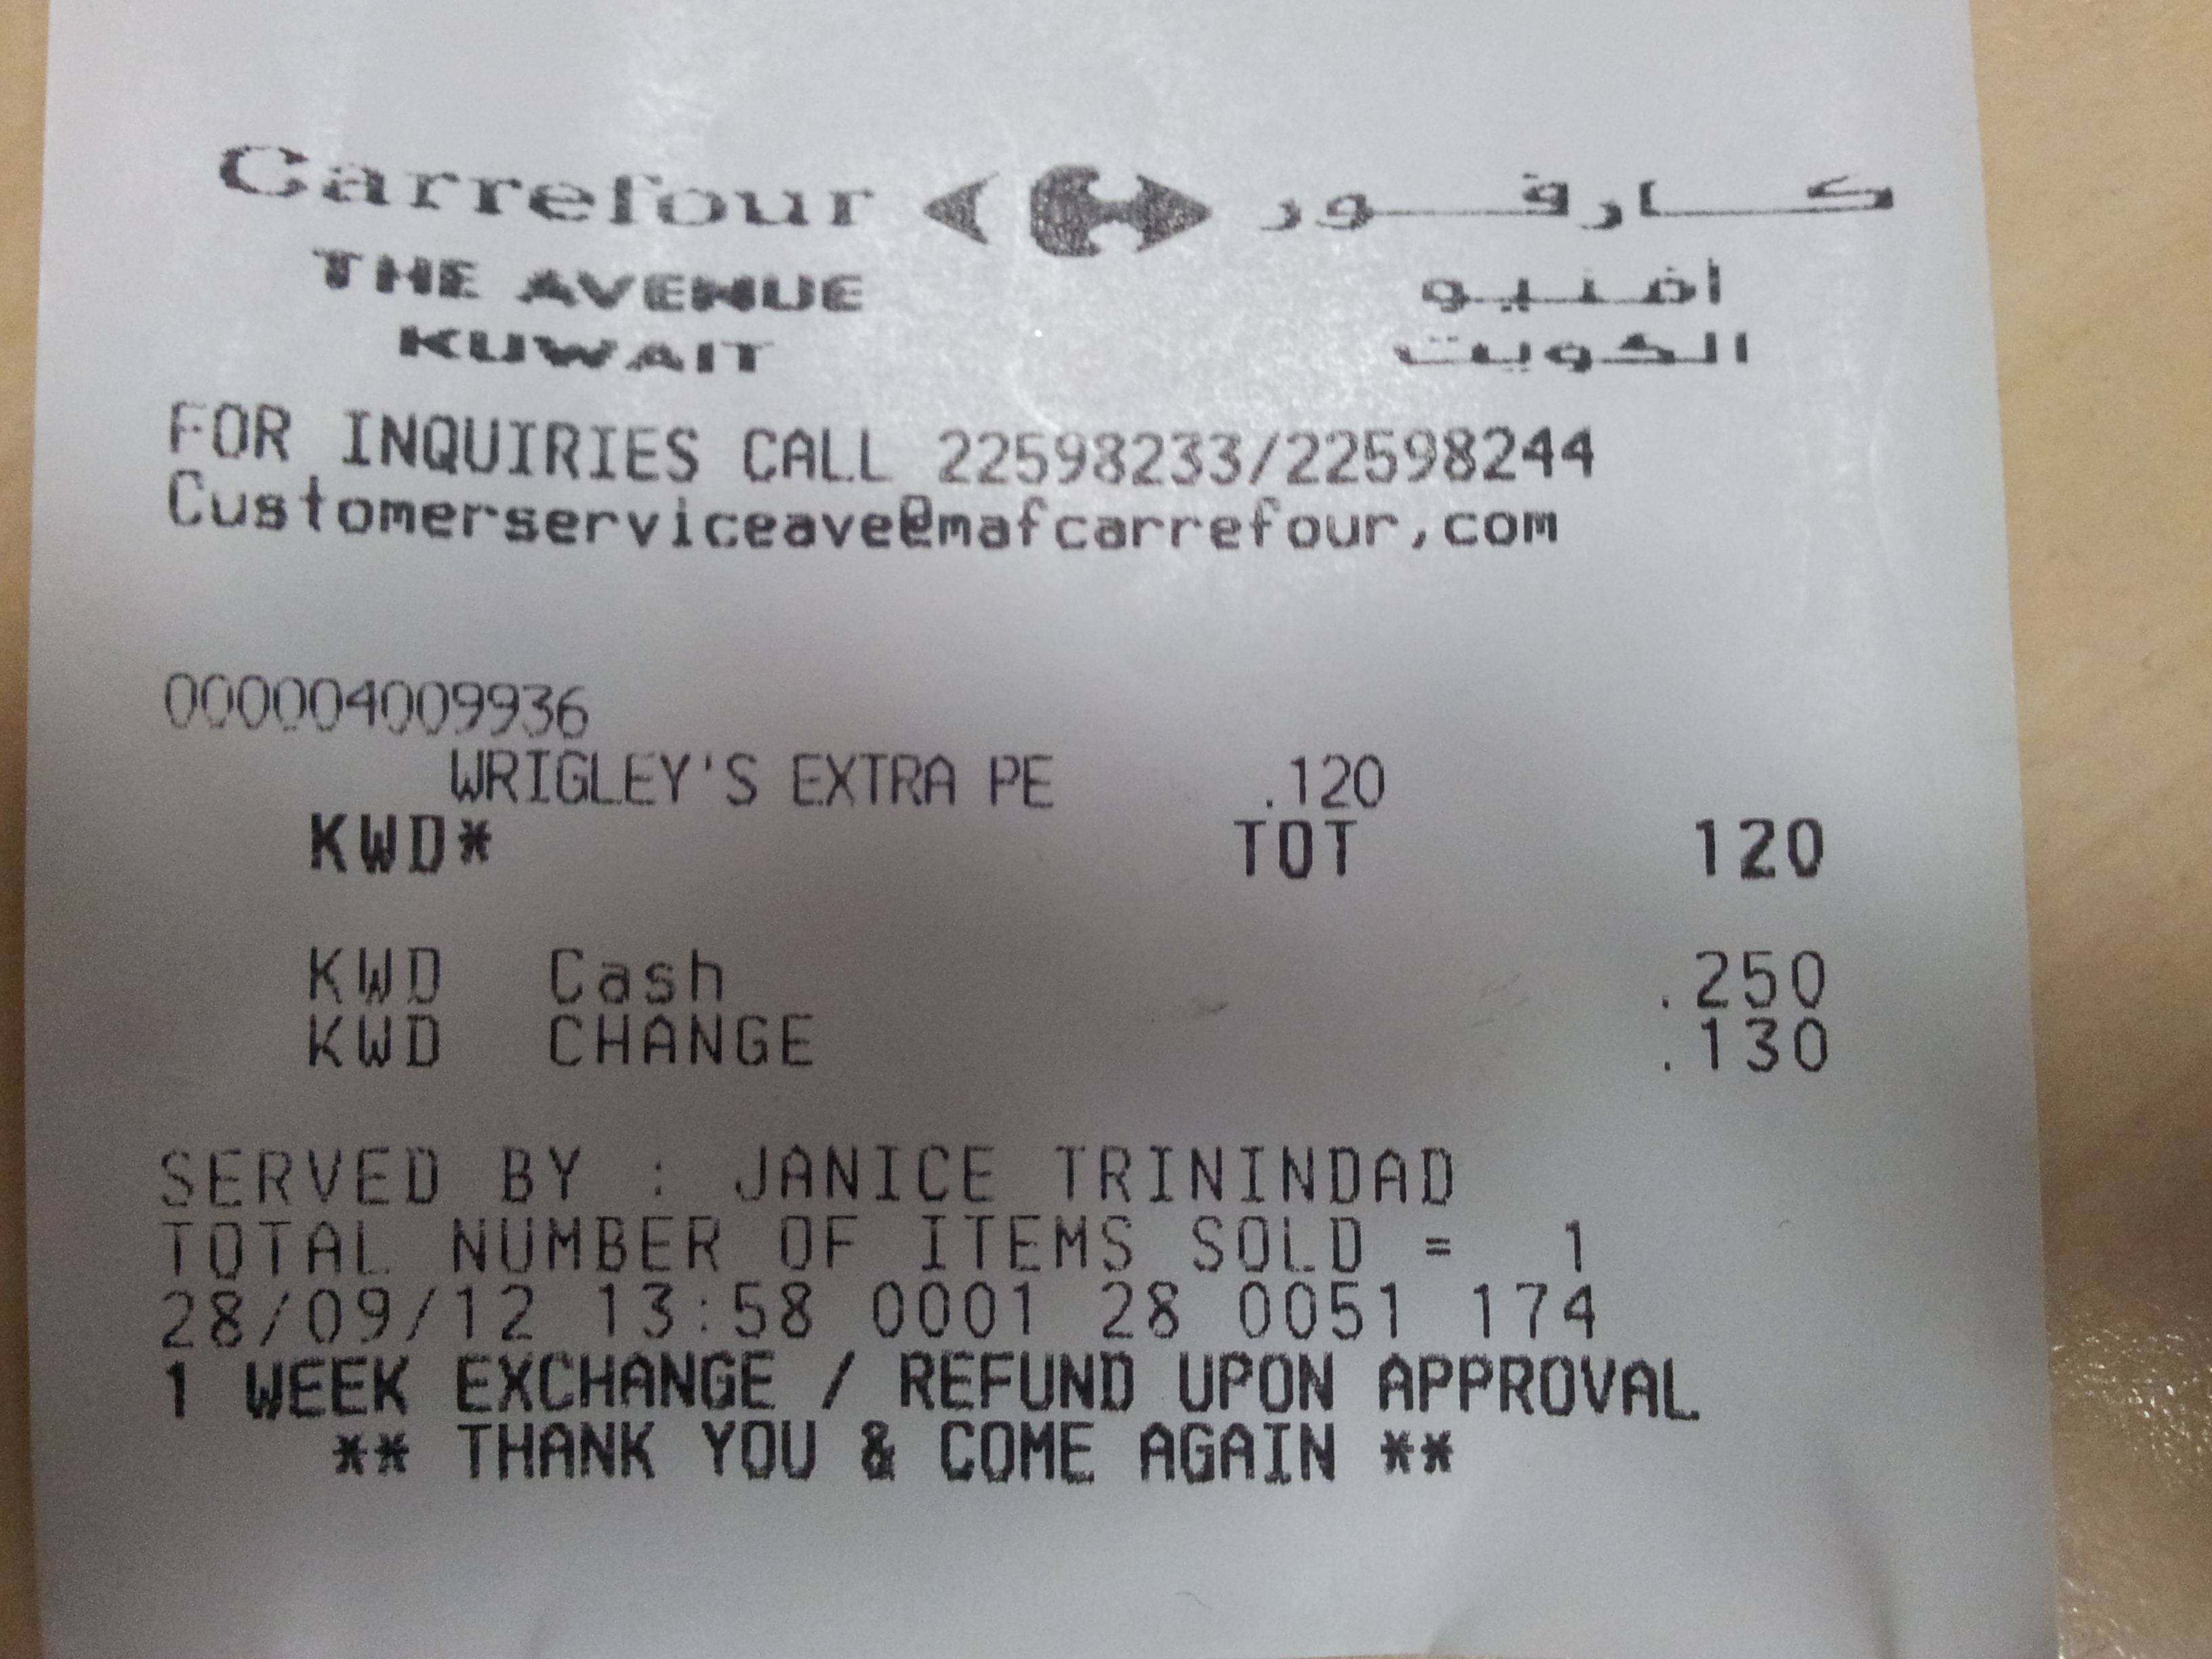 Carrefour كارفور
THE AVENUE أفنيو
KUWAIT الكويت
FOR INQUIRIES CALL 22598233/22598244
Customerserviceave@mafcarrefour,com
000004009936
WRIGLEY'S EXTRA PE .120
KWD* TOT 120
KWD Cash .250
KWD CHANGE .130
SERVED BY : JANICE TRININDAD
TOTAL NUMBER OF ITEMS SOLD = 1
28/09/12 13:58 0001 28 0051 174
1 WEEK EXCHANGE / REFUND UPON APPROVAL
** THANK YOU & COME AGAIN **